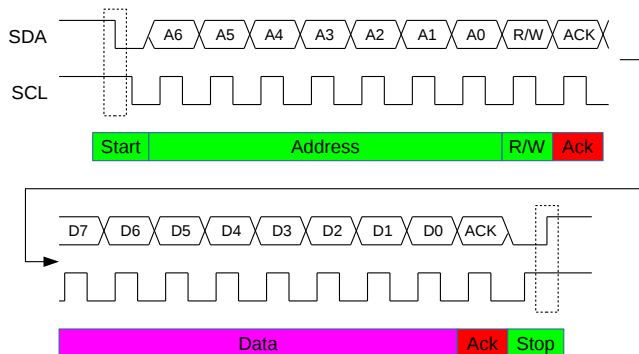 SDA A6 A5 A4 A3 A2 A1 A0 R/W ACK
SCL
Start Address R/W Ack
D7 D6 D5 D4 D3 D2 D1 D0 ACK
Data Ack Stop